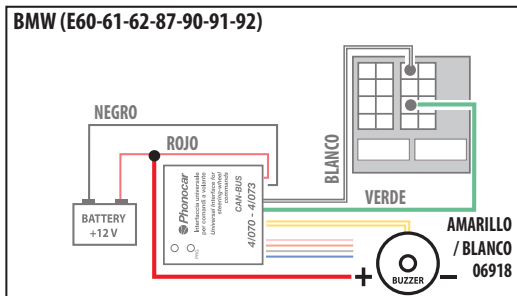 BMW (E60-61-62-87-90-91-92)
NEGRO
ROJO
BLANCO
VERDE
BATTERY
+12 V
Phonocar
Interfaccia universale
per comandi a volante
Universal Interface for
steering-wheel
commands
CAN-BUS
4/070 - 4/073
PRG
AMARILLO
/ BLANCO
06918
+
BUZZER
–